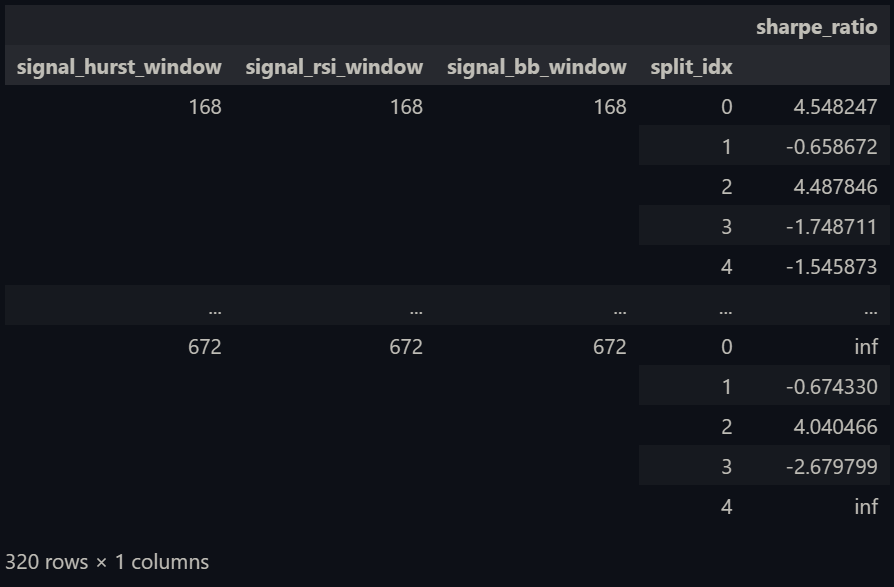 sharpe_ratio
signal_hurst_window signal_rsi_window signal_bb_window split_idx
168 168 168 0 4.548247
1 -0.658672
2 4.487846
3 -1.748711
4 -1.545873
... ... ... ... ...
672 672 672 0 inf
1 -0.674330
2 4.040466
3 -2.679799
4 inf
320 rows × 1 columns